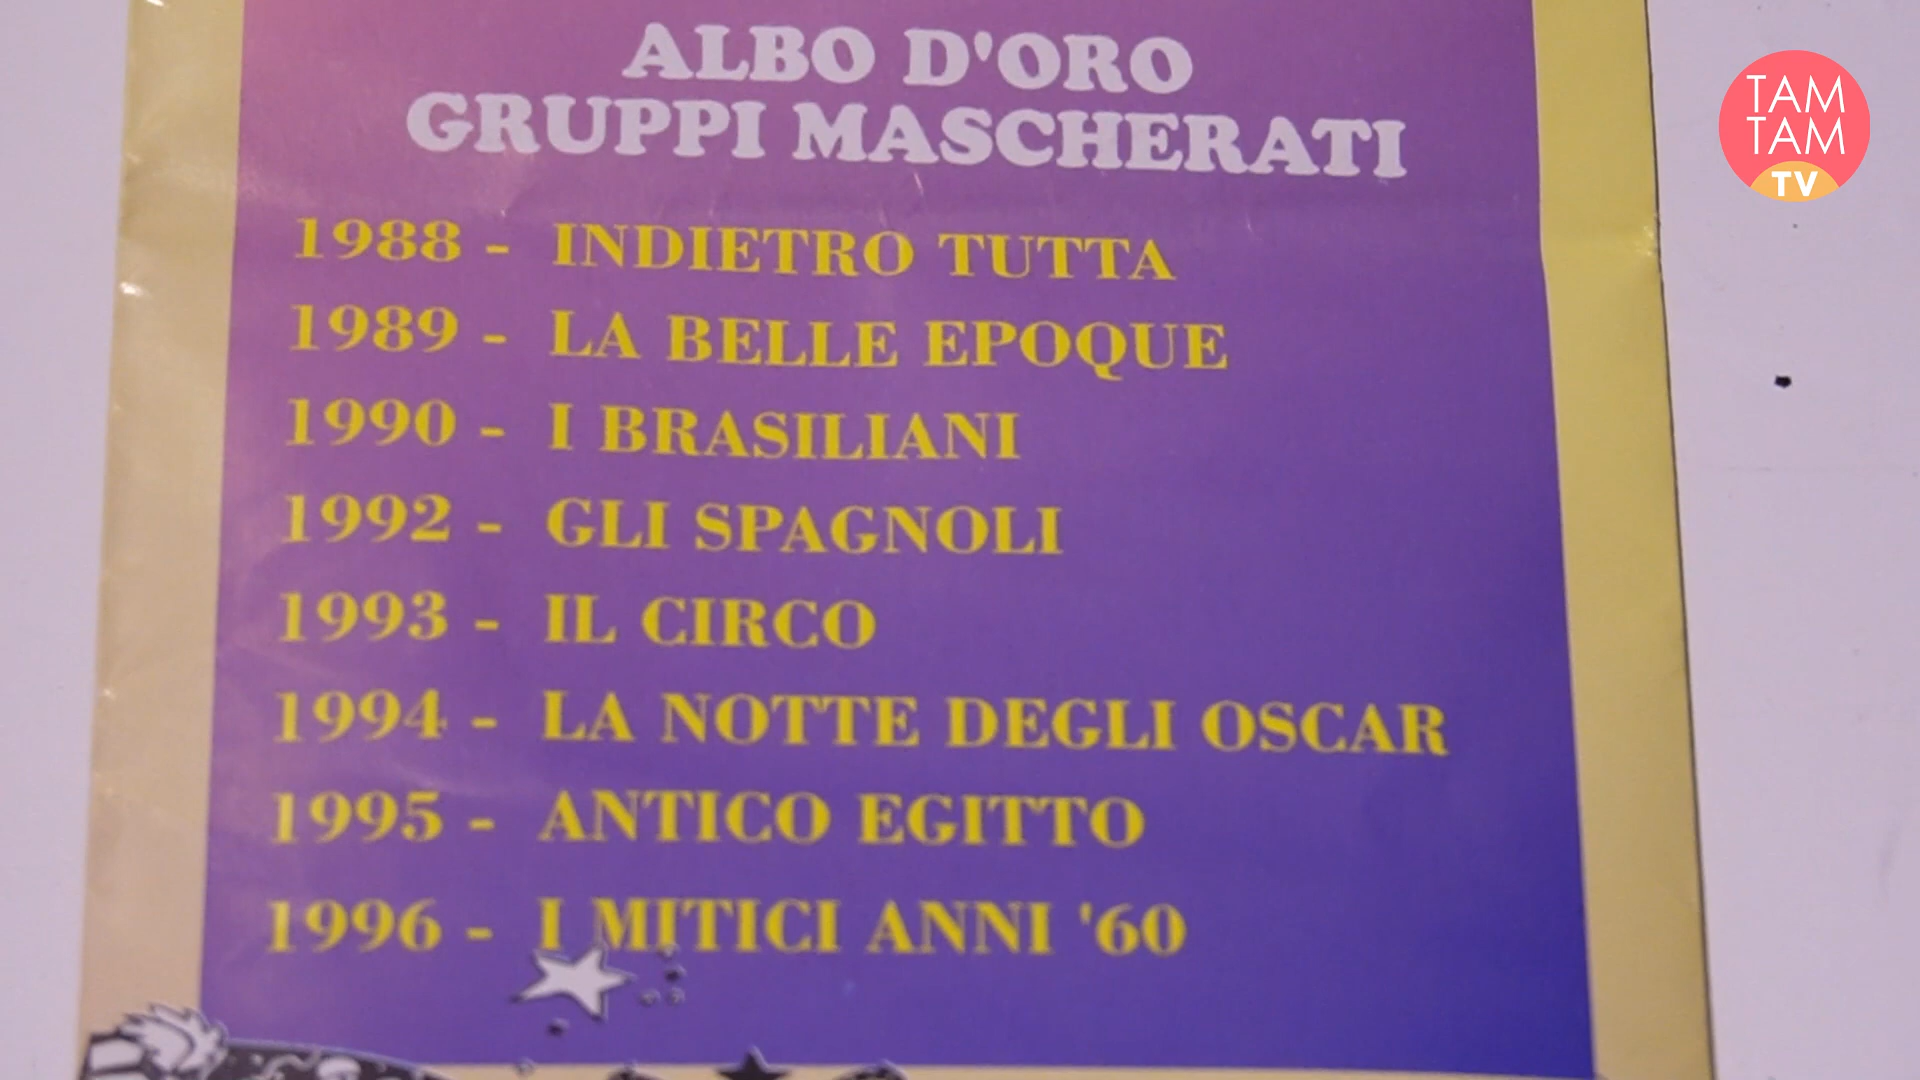 ALBO D'ORO
GRUPPI MASCHERATI
1988 - INDIETRO TUTTA
1989 - LA BELLE EPOQUE
1990 - I BRASILIANI
1992 - GLI SPAGNOLI
1993 - IL CIRCO
1994 - LA NOTTE DEGLI OSCAR
1995 - ANTICO EGITTO
1996 - I MITICI ANNI '60
TAM
TAM
TV